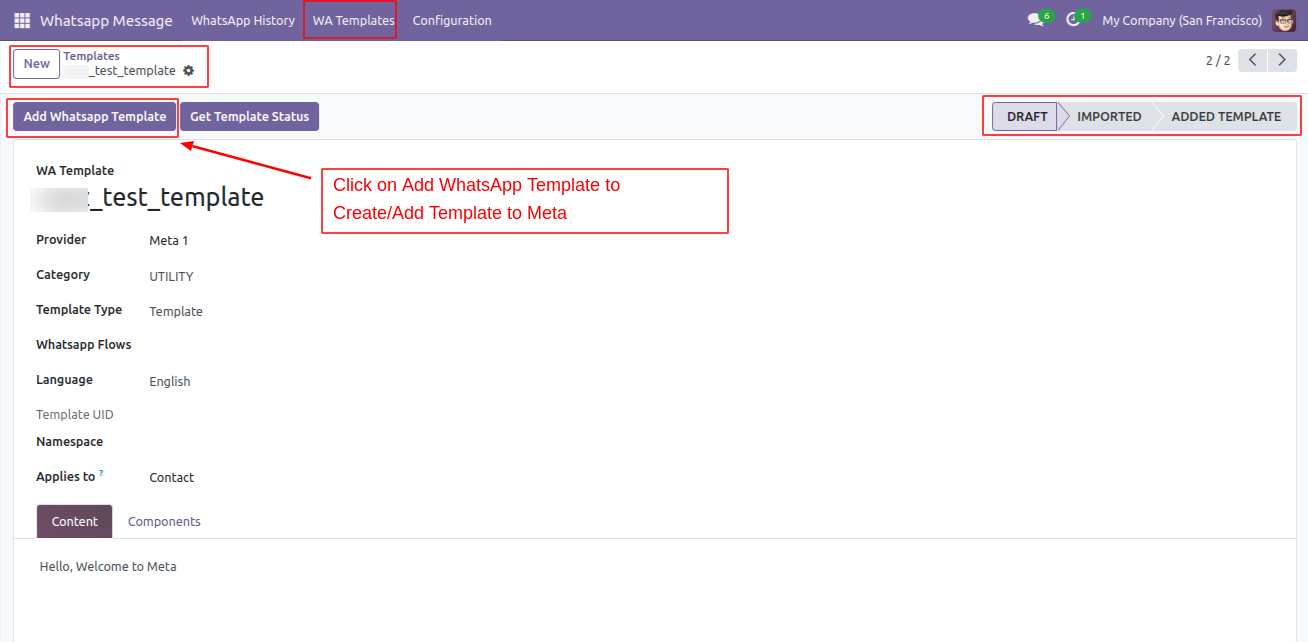 Whatsapp Message WhatsApp History WA Templates Configuration 6 1 My Company (San Francisco)
New Templates
_test_template 2 / 2
Add Whatsapp Template Get Template Status DRAFT IMPORTED ADDED TEMPLATE
WA Template
_test_template
Click on Add WhatsApp Template to
Create/Add Template to Meta
Provider Meta 1
Category UTILITY
Template Type Template
Whatsapp Flows
Language English
Template UID
Namespace
Applies to ? Contact
Content Components
Hello, Welcome to Meta